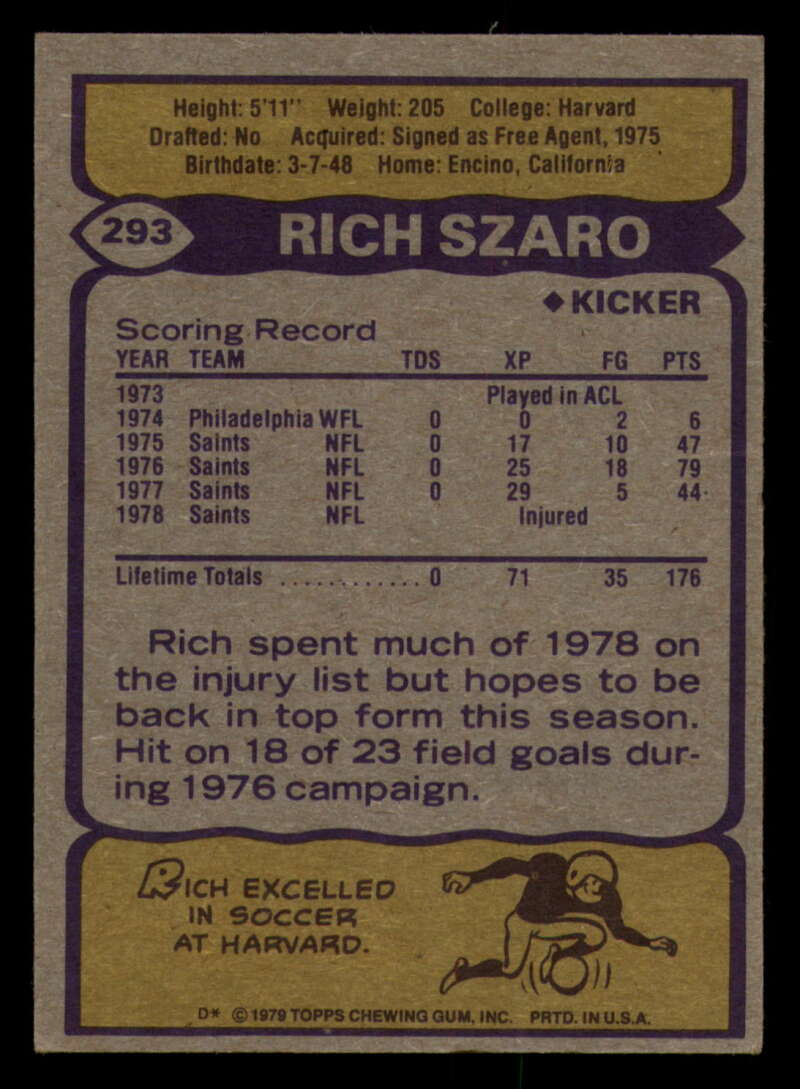 Height: 5'11" Weight: 205 College: Harvard
Drafted: No Acquired: Signed as Free Agent, 1975
Birthdate: 3-7-48 Home: Encino, California
293 RICH SZARO
◆ KICKER
Scoring Record
YEAR TEAM TDS XP FG PTS
1973 Played in ACL
1974 Philadelphia WFL 0 0 2 6
1975 Saints NFL 0 17 10 47
1976 Saints NFL 0 25 18 79
1977 Saints NFL 0 29 5 44
1978 Saints NFL Injured
Lifetime Totals ............ 0 71 35 176
Rich spent much of 1978 on
the injury list but hopes to be
back in top form this season.
Hit on 18 of 23 field goals dur-
ing 1976 campaign.
RICH EXCELLED
IN SOCCER
AT HARVARD.
D* © 1979 TOPPS CHEWING GUM, INC. PRTD. IN U.S.A.